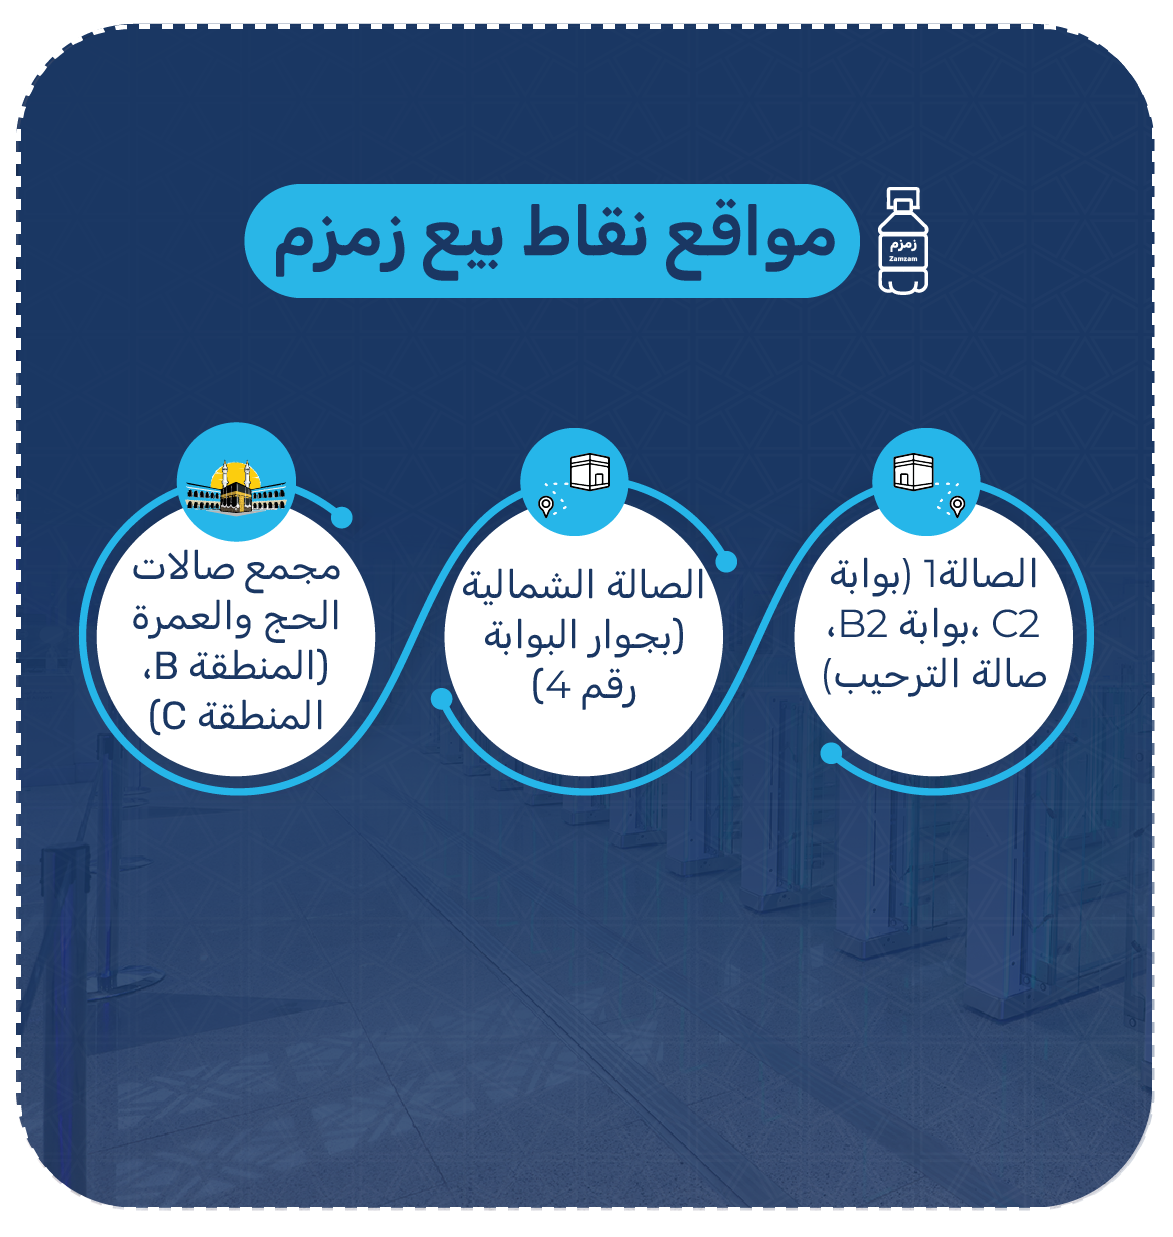 مواقع نقاط بيع زمزم
زمزم
Zamzam
الصالة1 (بوابة
C2 ،بوابة B2،
صالة الترحيب)
الصالة الشمالية
(بجوار البوابة
رقم 4)
مجمع صالات
الحج والعمرة
(المنطقة B،
المنطقة C)